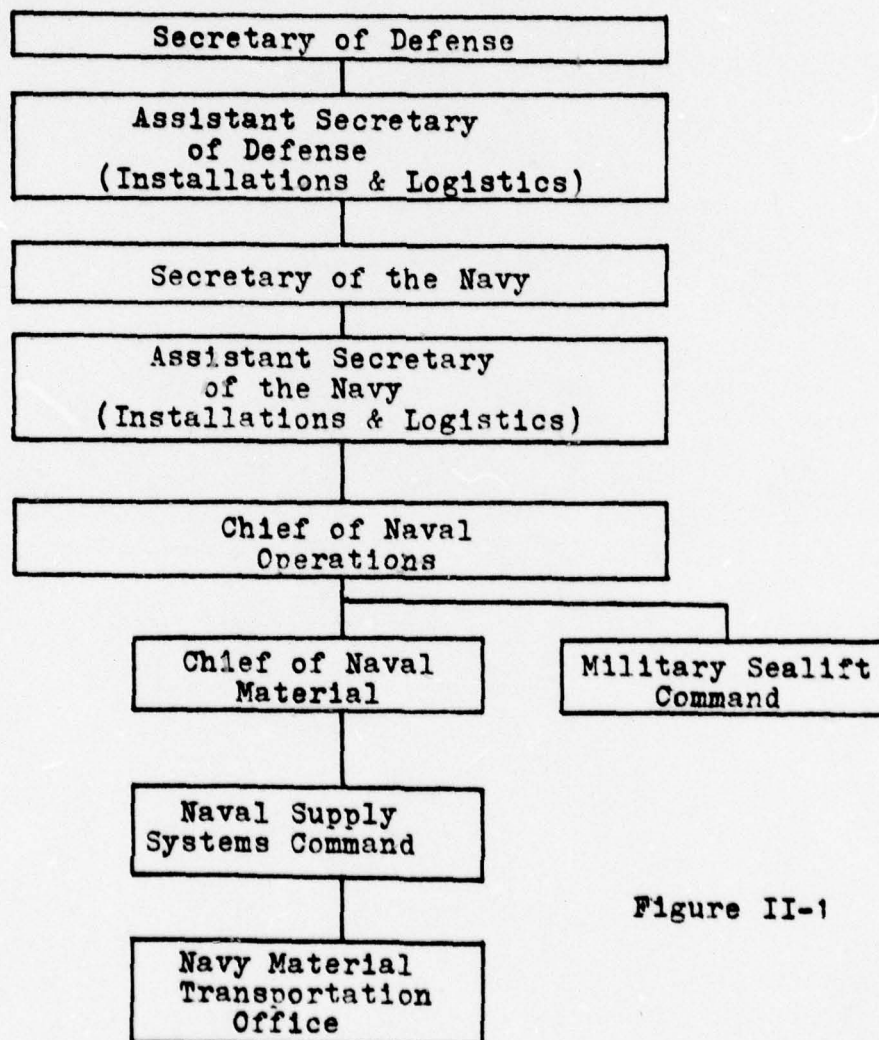 Secretary of Defense
Assistant Secretary
of Defense
(Installations & Logistics)
Secretary of the Navy
Assistant Secretary
of the Navy
(Installations & Logistics)
Chief of Naval
Operations
Chief of Naval
Material
Military Sealift
Command
Naval Supply
Systems Command
Figure II-1
Navy Material
Transportation
Office